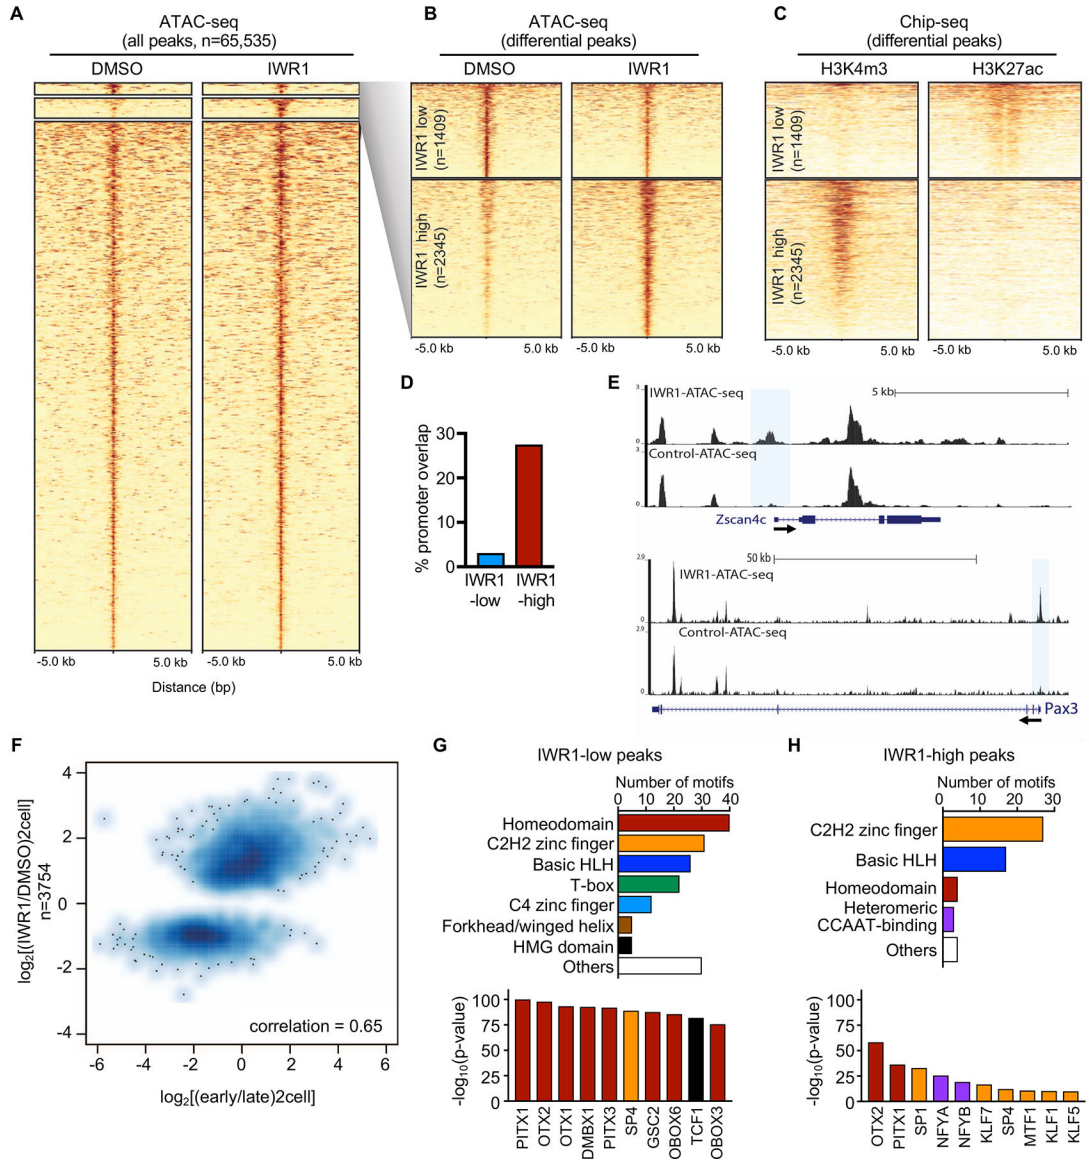 A
ATAC-seq
(all peaks, n=65,535)
DMSO
IWR1
-5.0 kb
5.0 kb
-5.0 kb
5.0 kb
Distance (bp)
B
ATAC-seq
(differential peaks)
DMSO
IWR1
IWR1 low
(n=1409)
IWR1 high
(n=2345)
-5.0 kb
5.0 kb
-5.0 kb
5.0 kb
C
Chip-seq
(differential peaks)
H3K4m3
H3K27ac
IWR1 low
(n=1409)
IWR1 high
(n=2345)
-5.0 kb
5.0 kb
-5.0 kb
5.0 kb
D
% promoter overlap
30
20
10
0
IWR1
-low
IWR1
-high
E
3
IWR1-ATAC-seq
5 kb
0
3
Control-ATAC-seq
0
Zscan4c
50 kb
2.9
IWR1-ATAC-seq
0
2.9
Control-ATAC-seq
0
Pax3
F
log2[(IWR1/DMSO)2cell]
n=3754
4
2
0
-2
-4
correlation = 0.65
-6
-4
-2
0
2
4
6
log2[(early/late)2cell]
G
IWR1-low peaks
Number of motifs
0
10
20
30
40
Homeodomain
C2H2 zinc finger
Basic HLH
T-box
C4 zinc finger
Forkhead/winged helix
HMG domain
Others
-log10(p-value)
100
75
50
25
0
PITX1
OTX2
OTX1
DMBX1
PITX3
SP4
GSC2
OBOX6
TCF1
OBOX3
H
IWR1-high peaks
Number of motifs
0
10
20
30
C2H2 zinc finger
Basic HLH
Homeodomain
Heteromeric
CCAAT-binding
Others
-log10(p-value)
100
75
50
25
0
OTX2
PITX1
SP1
NFYA
NFYB
KLF7
SP4
MTF1
KLF1
KLF5